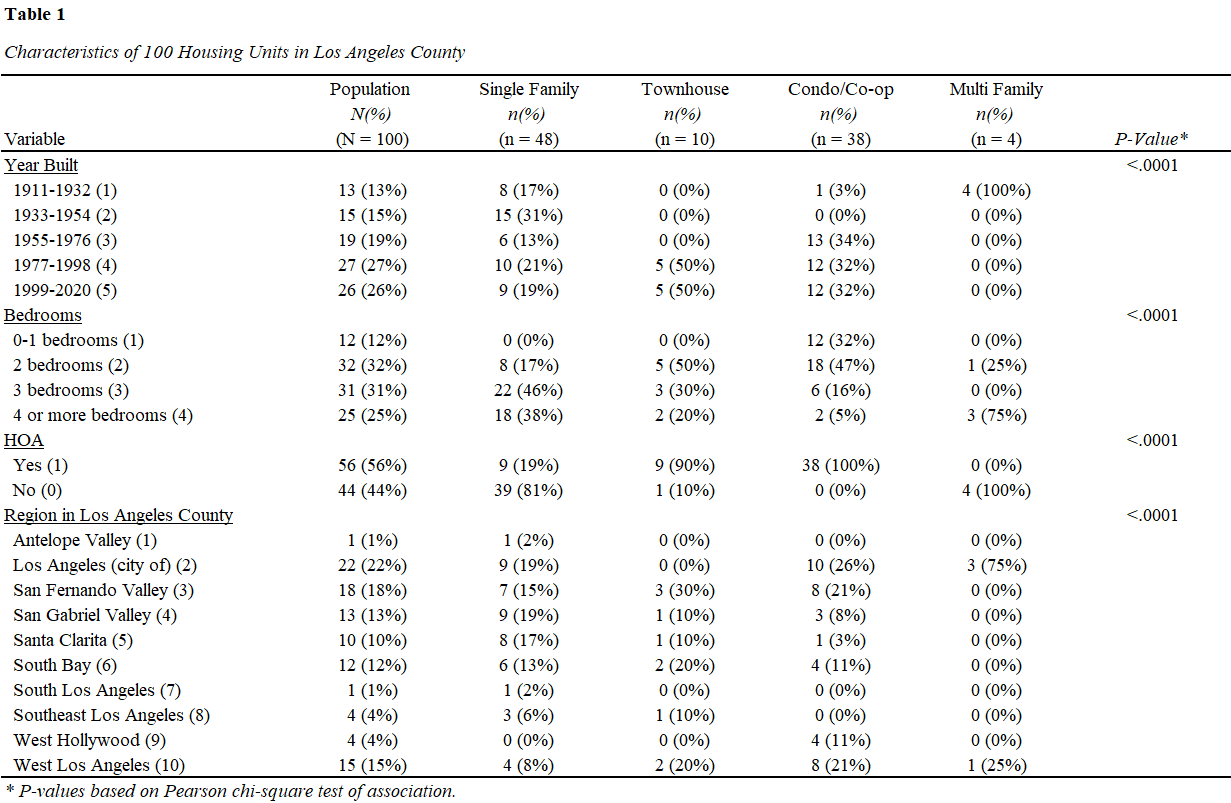 Table 1
Characteristics of 100 Housing Units in Los Angeles County
Population Single Family Townhouse Condo/Co-op Multi Family
N(%) n(%) n(%) n(%) n(%)
Variable (N = 100) (n = 48) (n = 10) (n = 38) (n = 4) P-Value*
Year Built <.0001
1911-1932 (1) 13 (13%) 8 (17%) 0 (0%) 1 (3%) 4 (100%)
1933-1954 (2) 15 (15%) 15 (31%) 0 (0%) 0 (0%) 0 (0%)
1955-1976 (3) 19 (19%) 6 (13%) 0 (0%) 13 (34%) 0 (0%)
1977-1998 (4) 27 (27%) 10 (21%) 5 (50%) 12 (32%) 0 (0%)
1999-2020 (5) 26 (26%) 9 (19%) 5 (50%) 12 (32%) 0 (0%)
Bedrooms <.0001
0-1 bedrooms (1) 12 (12%) 0 (0%) 0 (0%) 12 (32%) 0 (0%)
2 bedrooms (2) 32 (32%) 8 (17%) 5 (50%) 18 (47%) 1 (25%)
3 bedrooms (3) 31 (31%) 22 (46%) 3 (30%) 6 (16%) 0 (0%)
4 or more bedrooms (4) 25 (25%) 18 (38%) 2 (20%) 2 (5%) 3 (75%)
HOA <.0001
Yes (1) 56 (56%) 9 (19%) 9 (90%) 38 (100%) 0 (0%)
No (0) 44 (44%) 39 (81%) 1 (10%) 0 (0%) 4 (100%)
Region in Los Angeles County <.0001
Antelope Valley (1) 1 (1%) 1 (2%) 0 (0%) 0 (0%) 0 (0%)
Los Angeles (city of) (2) 22 (22%) 9 (19%) 0 (0%) 10 (26%) 3 (75%)
San Fernando Valley (3) 18 (18%) 7 (15%) 3 (30%) 8 (21%) 0 (0%)
San Gabriel Valley (4) 13 (13%) 9 (19%) 1 (10%) 3 (8%) 0 (0%)
Santa Clarita (5) 10 (10%) 8 (17%) 1 (10%) 1 (3%) 0 (0%)
South Bay (6) 12 (12%) 6 (13%) 2 (20%) 4 (11%) 0 (0%)
South Los Angeles (7) 1 (1%) 1 (2%) 0 (0%) 0 (0%) 0 (0%)
Southeast Los Angeles (8) 4 (4%) 3 (6%) 1 (10%) 0 (0%) 0 (0%)
West Hollywood (9) 4 (4%) 0 (0%) 0 (0%) 4 (11%) 0 (0%)
West Los Angeles (10) 15 (15%) 4 (8%) 2 (20%) 8 (21%) 1 (25%)
* P-values based on Pearson chi-square test of association.